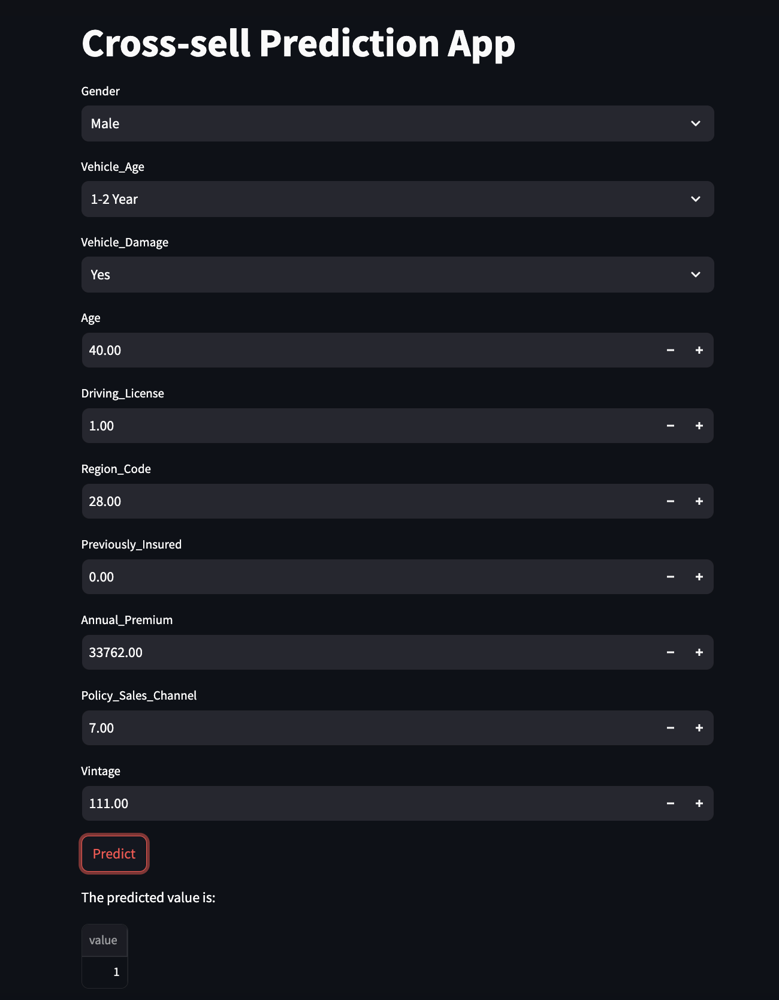 Cross-sell Prediction App
Gender
Male
Vehicle_Age
1-2 Year
Vehicle_Damage
Yes
Age
40.00
Driving_License
1.00
Region_Code
28.00
Previously_Insured
0.00
Annual_Premium
33762.00
Policy_Sales_Channel
7.00
Vintage
111.00
Predict
The predicted value is:
value
1